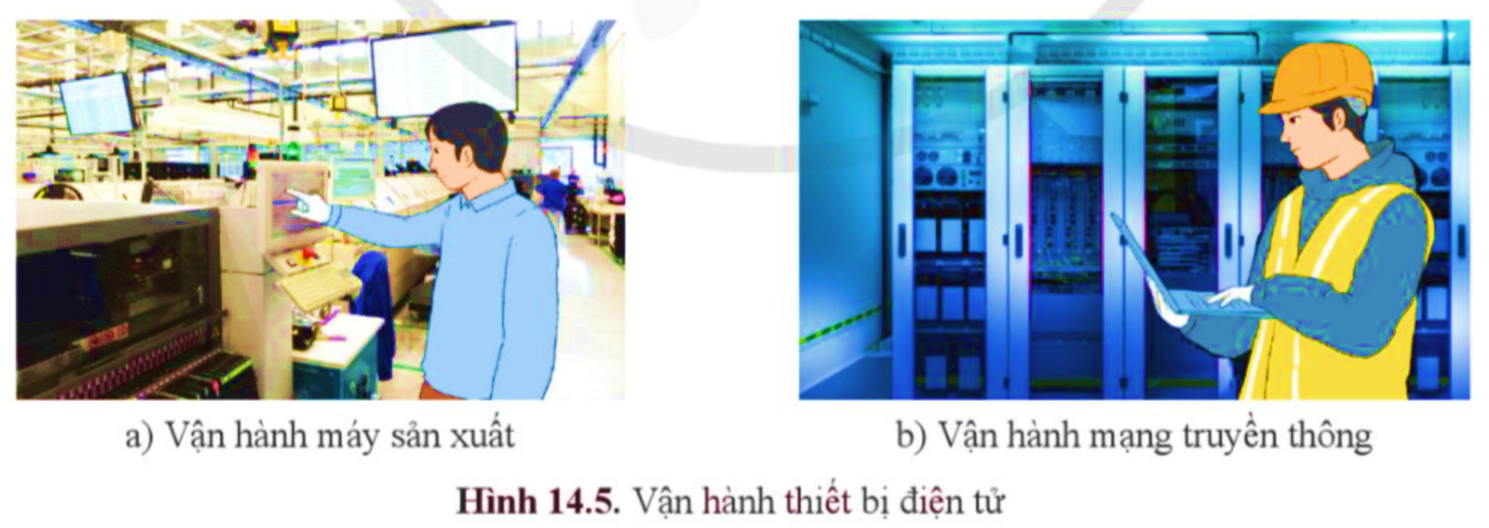 a) Vận hành máy sản xuất
b) Vận hành mạng truyền thông
Hình 14.5. Vận hành thiết bị điện tử